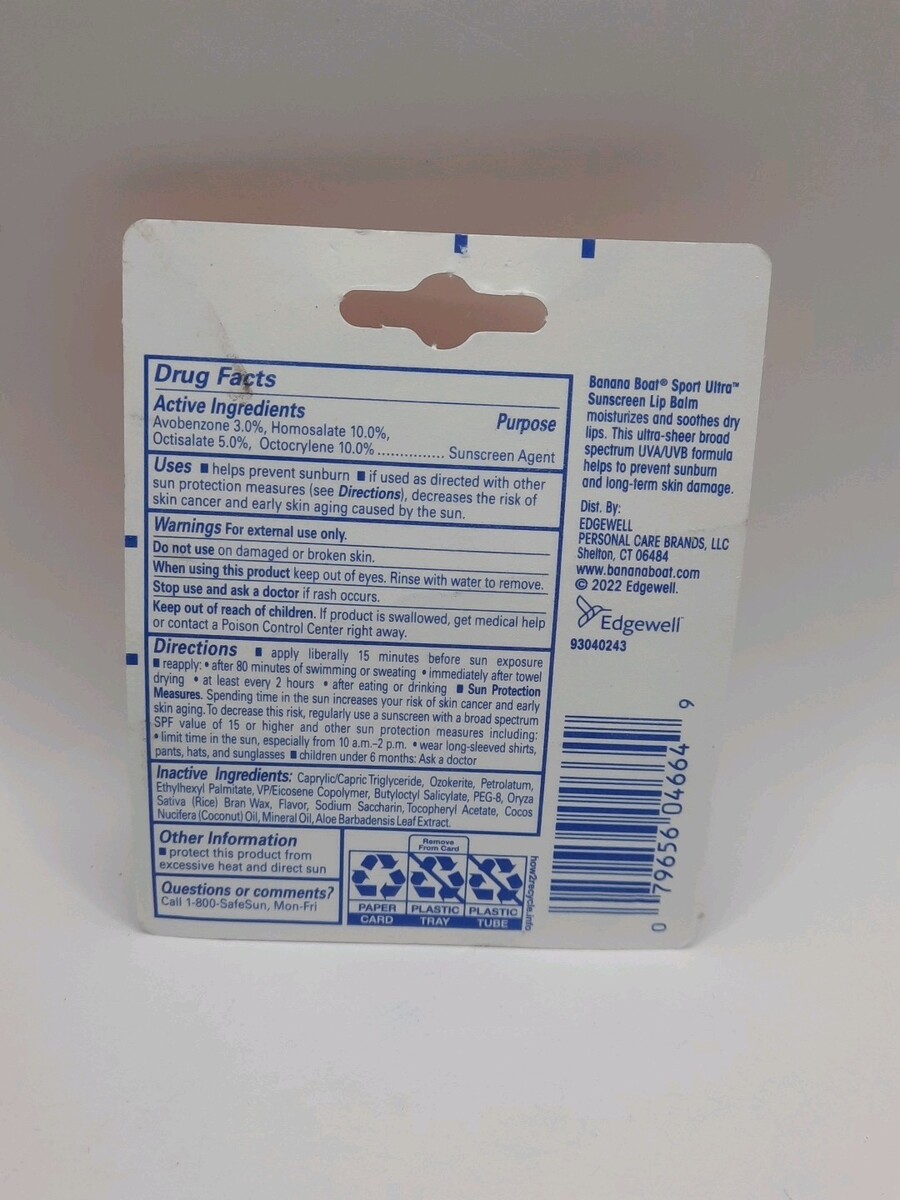 Drug Facts
Active Ingredients
Purpose
Avobenzone 3.0%, Homosalate 10.0%,
Octisalate 5.0%, Octocrylene 10.0% ................ Sunscreen Agent
Uses ■ helps prevent sunburn ■ if used as directed with other
sun protection measures (see Directions), decreases the risk of
skin cancer and early skin aging caused by the sun.
Warnings For external use only.
Do not use on damaged or broken skin.
When using this product keep out of eyes. Rinse with water to remove.
Stop use and ask a doctor if rash occurs.
Keep out of reach of children. If product is swallowed, get medical help
or contact a Poison Control Center right away.
Directions ■ apply liberally 15 minutes before sun exposure
■ reapply: • after 80 minutes of swimming or sweating • immediately after towel
drying • at least every 2 hours • after eating or drinking ■ Sun Protection
Measures. Spending time in the sun increases your risk of skin cancer and early
skin aging. To decrease this risk, regularly use a sunscreen with a broad spectrum
SPF value of 15 or higher and other sun protection measures including:
• limit time in the sun, especially from 10 a.m.–2 p.m. • wear long-sleeved shirts,
pants, hats, and sunglasses ■ children under 6 months: Ask a doctor
Inactive Ingredients: Caprylic/Capric Triglyceride, Ozokerite, Petrolatum,
Ethylhexyl Palmitate, VP/Eicosene Copolymer, Butyloctyl Salicylate, PEG-8, Oryza
Sativa (Rice) Bran Wax, Flavor, Sodium Saccharin, Tocopheryl Acetate, Cocos
Nucifera (Coconut) Oil, Mineral Oil, Aloe Barbadensis Leaf Extract.
Other Information
■ protect this product from
excessive heat and direct sun
Questions or comments?
Call 1-800-SafeSun, Mon-Fri
Remove
From Card
PAPER
CARD
PLASTIC
TRAY
PLASTIC
TUBE
how2recycle.info
Banana Boat® Sport Ultra™
Sunscreen Lip Balm
moisturizes and soothes dry
lips. This ultra-sheer broad
spectrum UVA/UVB formula
helps to prevent sunburn
and long-term skin damage.
Dist. By:
EDGEWELL
PERSONAL CARE BRANDS, LLC
Shelton, CT 06484
www.bananaboat.com
© 2022 Edgewell.
Edgewell™
93040243
0 79656 04664 9